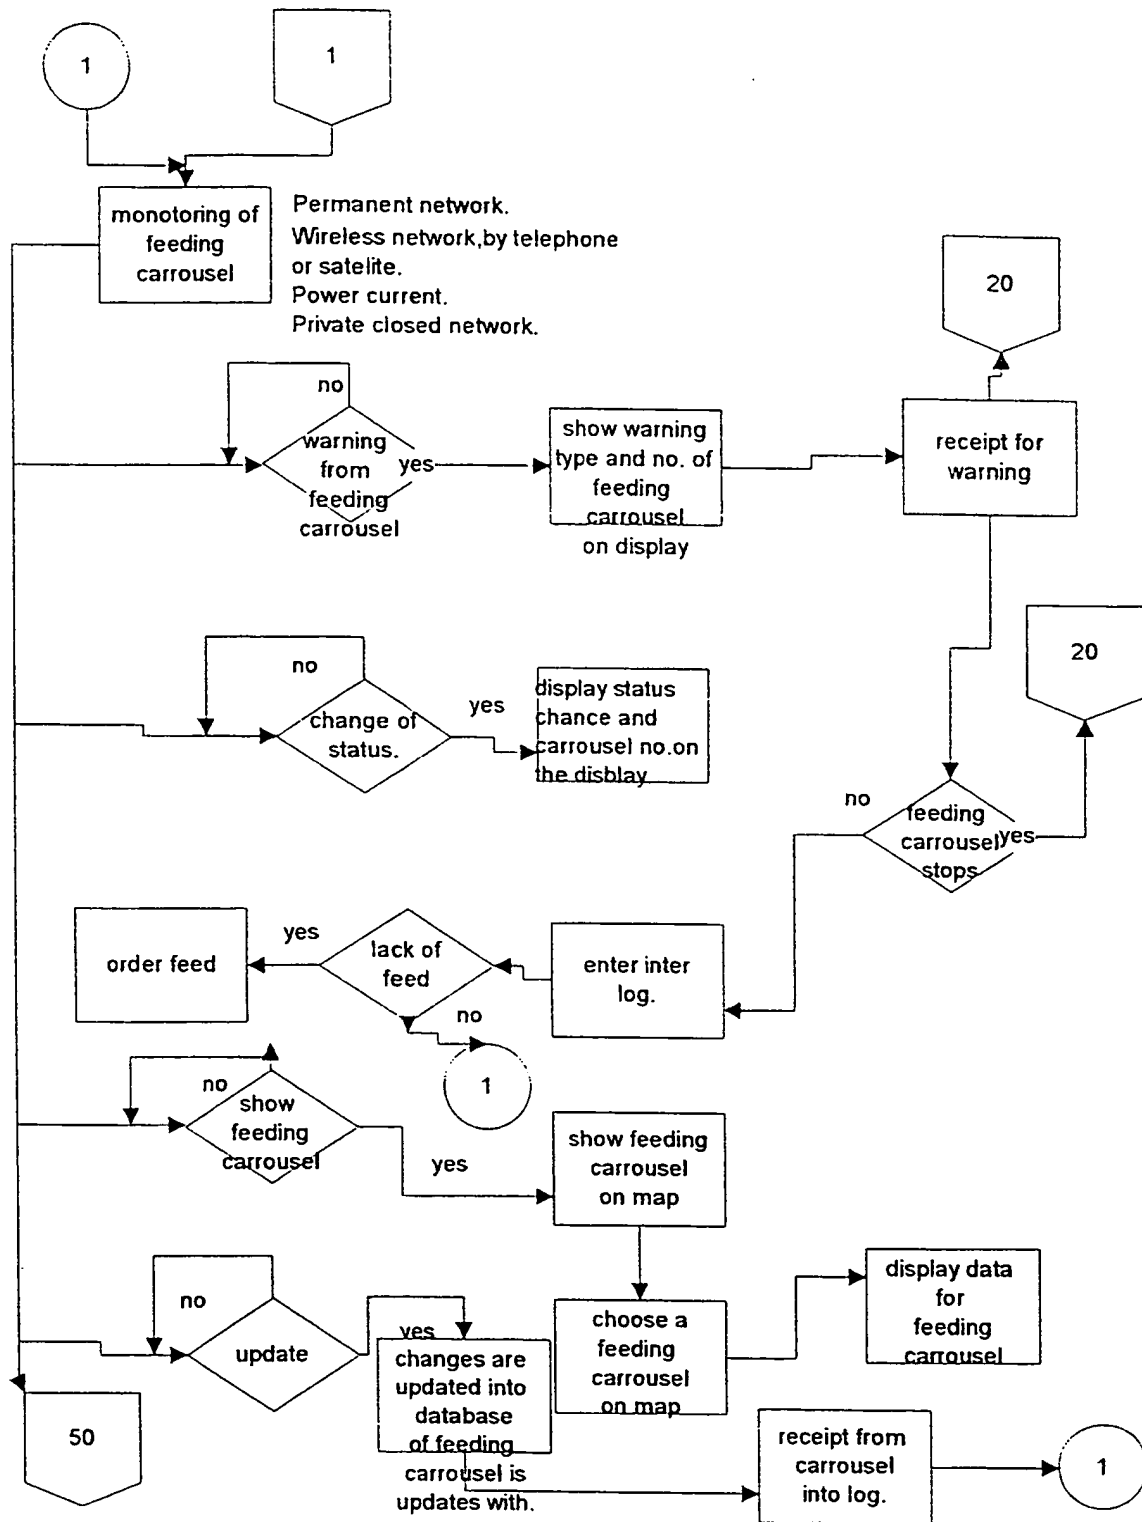 1
1
monotoring of
feeding
carrousel
Permanent network.
Wireless network,by telephone
or satelite.
Power current.
Private closed network.
20
no
warning
from
feeding
carrousel
yes
show warning
type and no. of
feeding
carrousel
on display
receipt for
warning
20
no
change of
status.
yes
display status
chance and
carrousel no.on
the disblay
no
feeding
carrousel
stops
yes
order feed
yes
lack of
feed
no
enter inter
log.
1
no
show
feeding
carrousel
yes
show feeding
carrousel
on map
no
update
yes
changes are
updated into
database
of feeding
carrousel is
updates with.
choose a
feeding
carrousel
on map
display data
for
feeding
carrousel
50
receipt from
carrousel
into log.
1